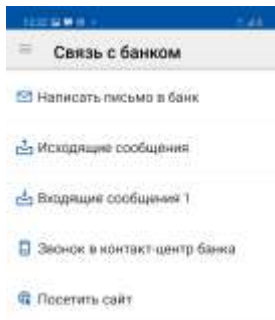 Связь с банком
Написать письмо в банк
Исходящие сообщения
Входящие сообщения 1
Звонок в контакт-центр банка
Посетить сайт